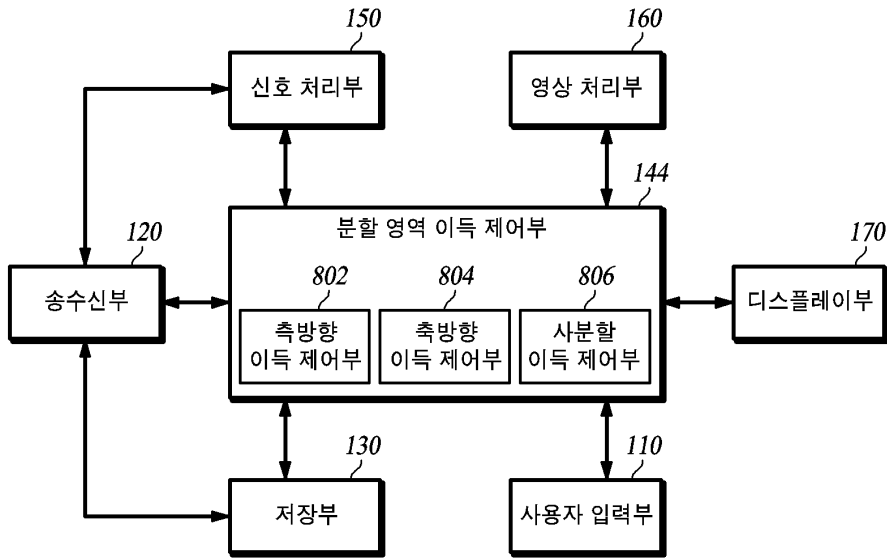 150
신호 처리부
160
영상 처리부
144
분할 영역 이득 제어부
120
송수신부
802
측방향
이득 제어부
804
축방향
이득 제어부
806
사분할
이득 제어부
170
디스플레이부
130
저장부
110
사용자 입력부